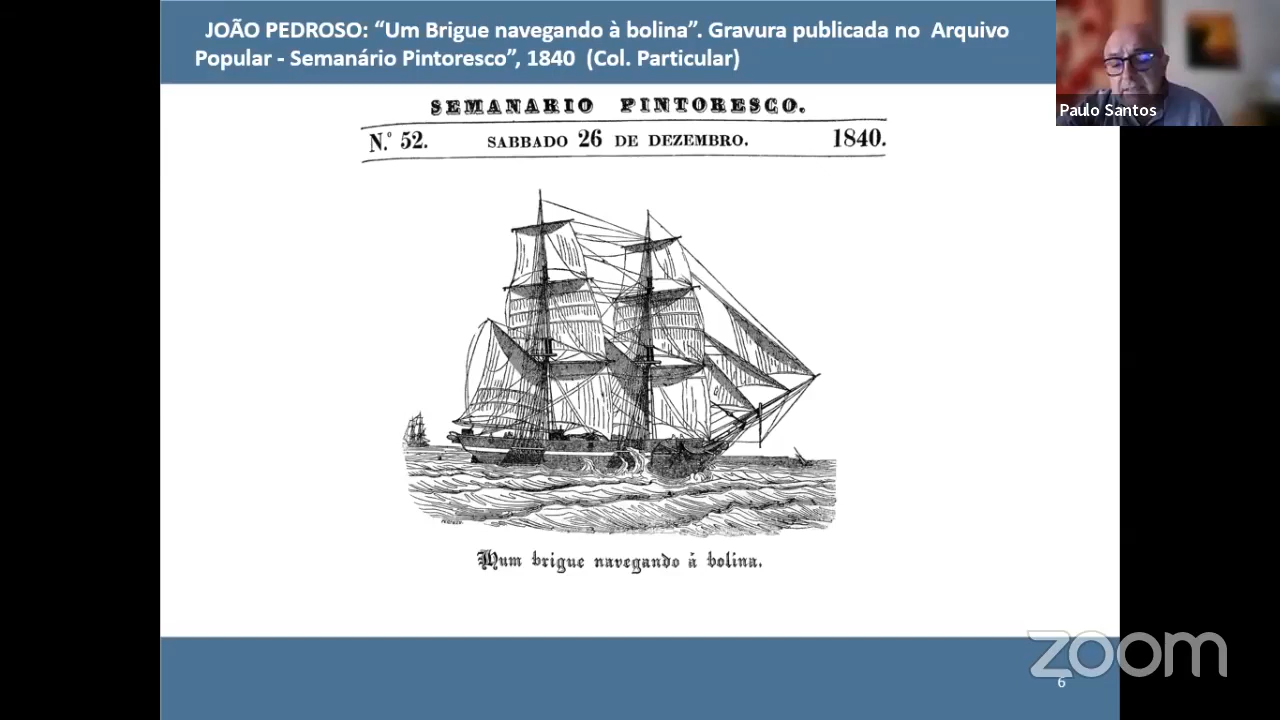 JOÃO PEDROSO: “Um Brigue navegando à bolina”. Gravura publicada no Arquivo
Popular - Semanário Pintoresco”, 1840 (Col. Particular)
Paulo Santos
SEMANARIO PINTORESCO.
N.º 52. SABBADO 26 DE DEZEMBRO. 1840.
Hum brigue navegando á bolina.
zoom
6